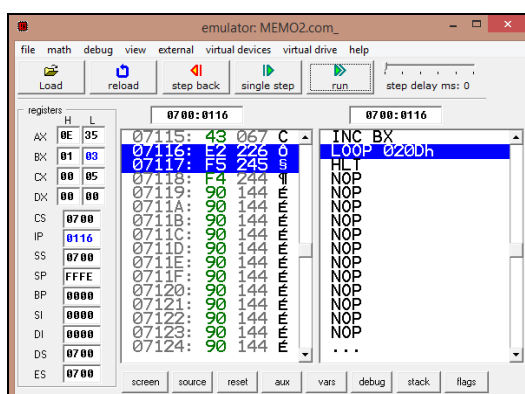 emulator: MEMO2.com_
file math debug view external virtual devices virtual drive help
Load reload step back single step run step delay ms: 0
registers
H L
AX 0E 35
BX 01 03
CX 00 05
DX 00 00
CS 0700
IP 0116
SS 0700
SP FFFE
BP 0000
SI 0000
DI 0000
DS 0700
ES 0700
0700:0116
07115: 43 067 C
07116: E2 226 Ô
07117: F5 245 §
07118: F4 244 ¶
07119: 90 144 É
0711A: 90 144 É
0711B: 90 144 É
0711C: 90 144 É
0711D: 90 144 É
0711E: 90 144 É
0711F: 90 144 É
07120: 90 144 É
07121: 90 144 É
07122: 90 144 É
07123: 90 144 É
07124: 90 144 É
0700:0116
INC BX
LOOP 020Dh
HLT
NOP
NOP
NOP
NOP
NOP
NOP
NOP
NOP
NOP
NOP
NOP
NOP
...
screen source reset aux vars debug stack flags